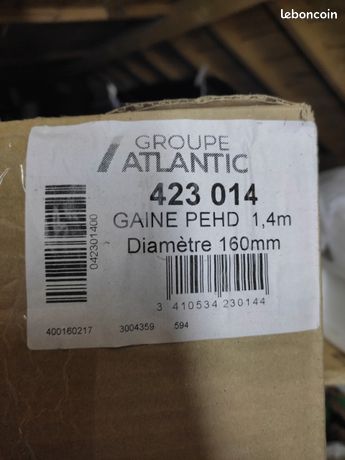 leboncoin
GROUPE
ATLANTIC
423 014
GAINE PEHD 1,4m
Diamètre 160mm
042301400
3 410534 230144
400160217 3004359 594